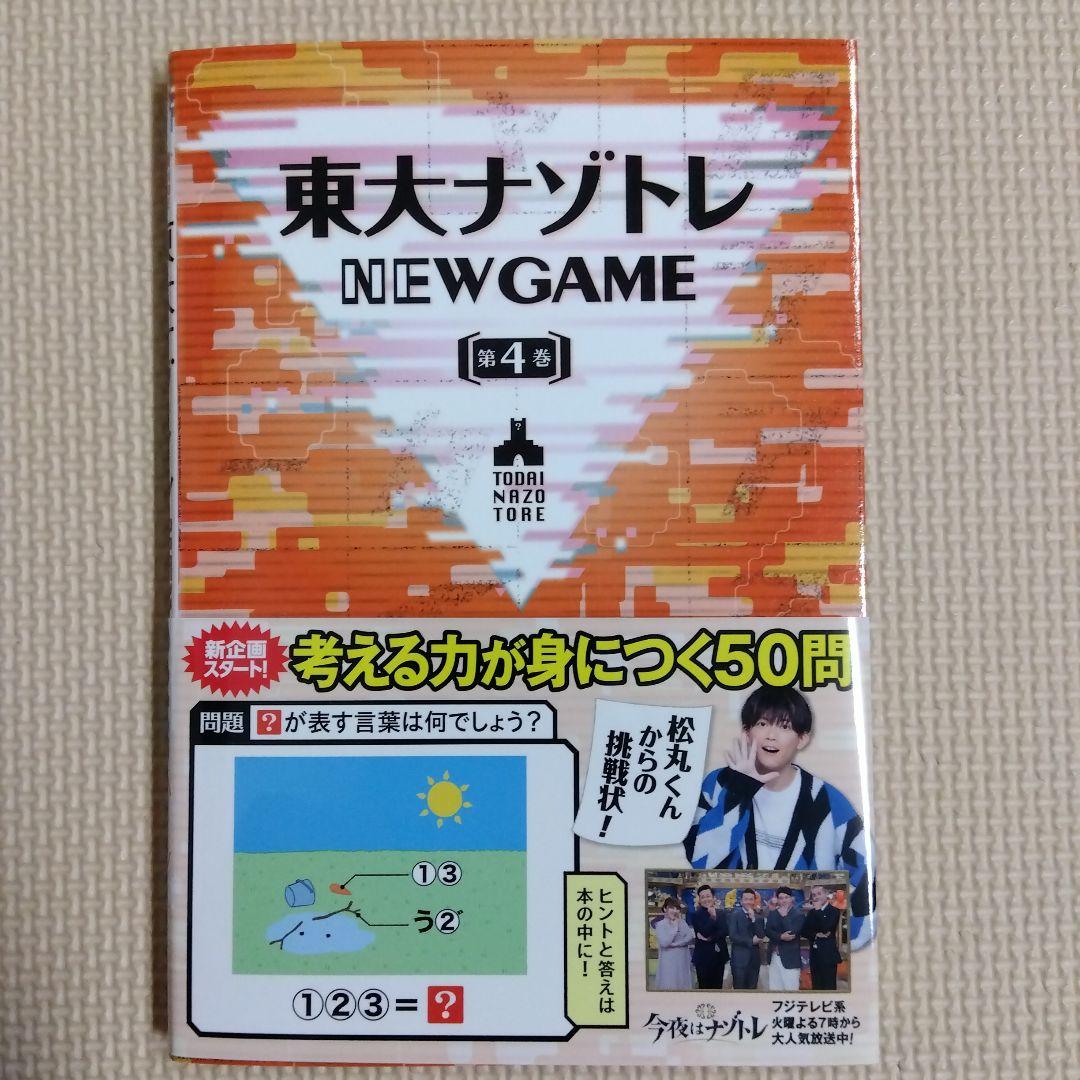 東大ナゾトレ
NEW GAME
第4巻
?
TODAI
NAZO
TORE
新企画
スタート!
考える力が身につく50問
問題 ?が表す言葉は何でしょう?
①③
う②゛
①②③=?
ヒントと答えは
本の中に!
松丸くん
からの
挑戦状!
今夜はナゾトレ
フジテレビ系
火曜よる7時から
大人気放送中!